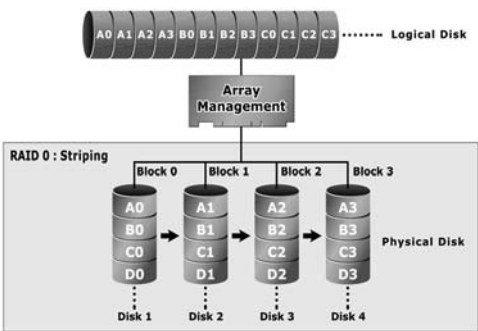 A0 A1 A2 A3 B0 B1 B2 B3 C0 C1 C2 C3 Logical Disk
Array
Management
RAID 0 : Striping
Block 0 Block 1 Block 2 Block 3
A0 A1 A2 A3
B0 B1 B2 B3
Physical Disk
C0 C1 C2 C3
D0 D1 D2 D3
Disk 1 Disk 2 Disk 3 Disk 4